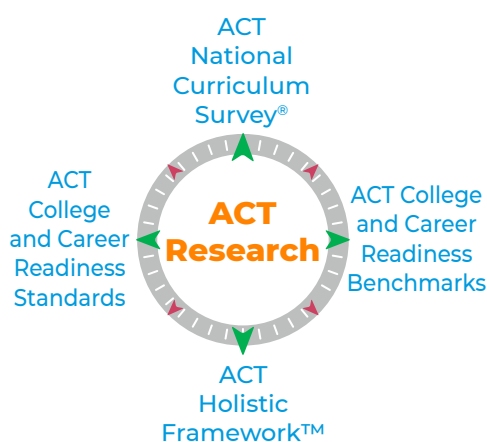 ACT
National
Curriculum
Survey®
ACT
College
and Career
Readiness
Standards
ACT
Research
ACT College
and Career
Readiness
Benchmarks
ACT
Holistic
Framework™